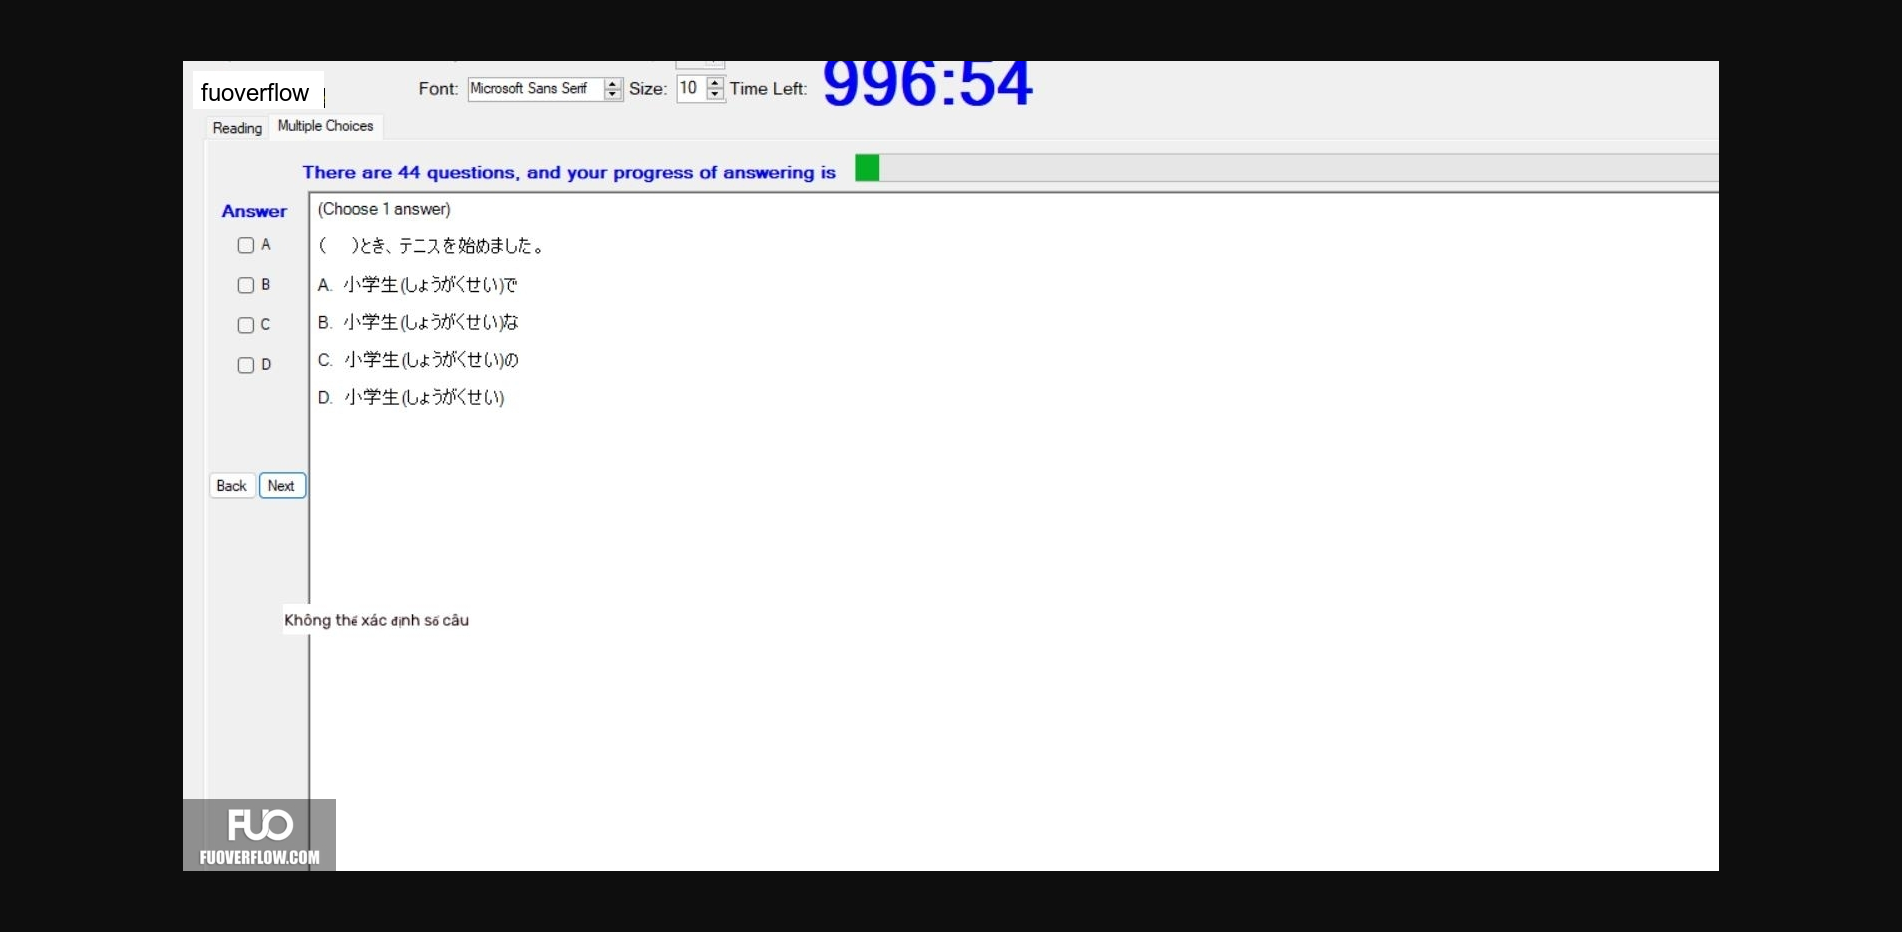 fuoverflow
Font: Microsoft Sans Serif Size: 10 Time Left: 996:54
Reading Multiple Choices
There are 44 questions, and your progress of answering is
Answer
(Choose 1 answer)
A
(　)とき、テニスを始めました。
A. 小学生(しょうがくせい)で
B
B. 小学生(しょうがくせい)な
C
C. 小学生(しょうがくせい)の
D
D. 小学生(しょうがくせい)
Back Next
Không thể xác định số câu
FUO
FUOVERFLOW.COM